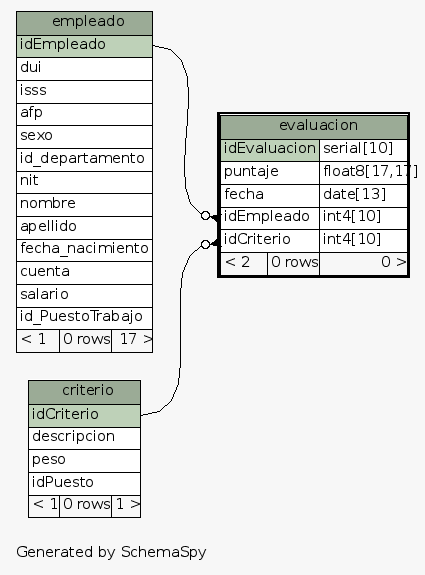 empleado
idEmpleado
dui
isss
afp
sexo
id_departamento
nit
nombre
apellido
fecha_nacimiento
cuenta
salario
id_PuestoTrabajo
< 1 0 rows 17 >
evaluacion
idEvaluacion serial[10]
puntaje float8[17,17]
fecha date[13]
idEmpleado int4[10]
idCriterio int4[10]
< 2 0 rows 0 >
criterio
idCriterio
descripcion
peso
idPuesto
< 1 0 rows 1 >
Generated by SchemaSpy